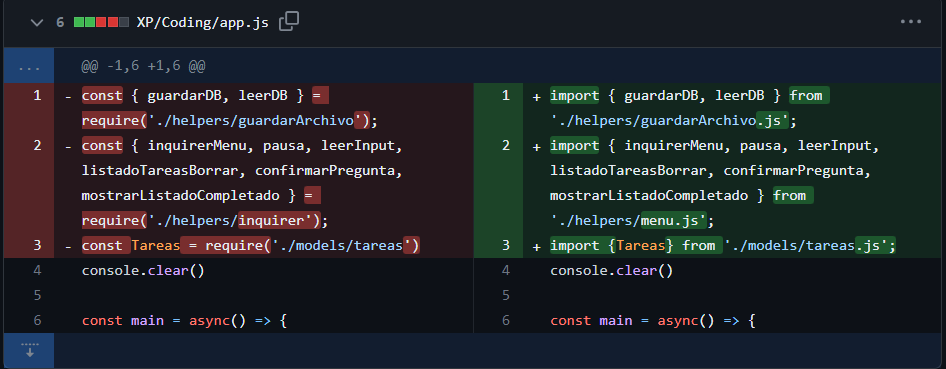 6 XP/Coding/app.js ...
... @@ -1,6 +1,6 @@
1 - const { guardarDB, leerDB } =
require('./helpers/guardarArchivo');
2 - const { inquirerMenu, pausa, leerInput,
listadoTareasBorrar, confirmarPregunta,
mostrarListadoCompletado } =
require('./helpers/inquirer');
3 - const Tareas = require('./models/tareas')
4 console.clear()
5
6 const main = async() => {
1 + import { guardarDB, leerDB } from
'./helpers/guardarArchivo.js';
2 + import { inquirerMenu, pausa, leerInput,
listadoTareasBorrar, confirmarPregunta,
mostrarListadoCompletado } from
'./helpers/menu.js';
3 + import {Tareas} from './models/tareas.js';
4 console.clear()
5
6 const main = async() => {